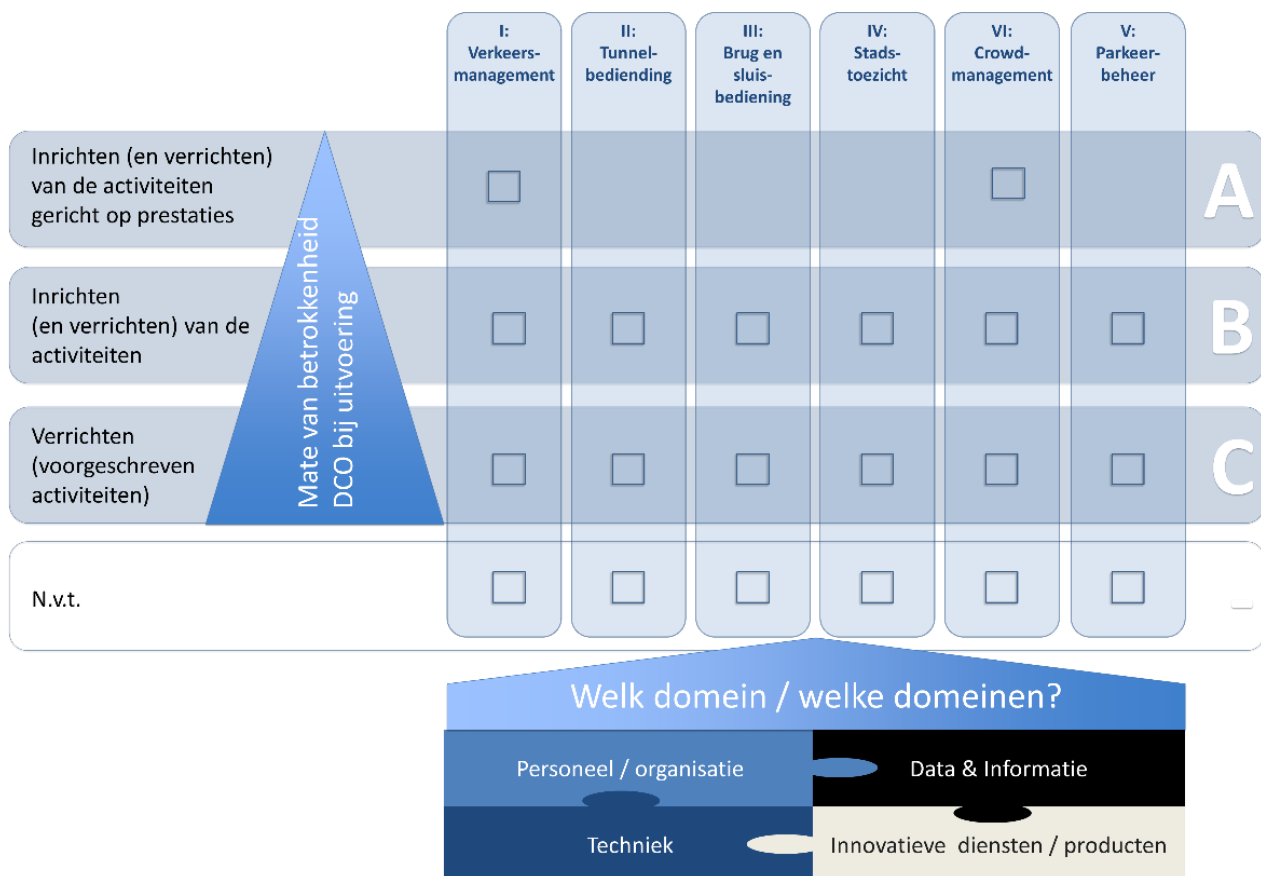 I:
Verkeers-
management
II:
Tunnel-
bediending
III:
Brug en
sluis-
bediening
IV:
Stads-
toezicht
VI:
Crowd-
management
V:
Parkeer-
beheer
Inrichten (en verrichten)
van de activiteiten
gericht op prestaties
A
Inrichten
(en verrichten) van de
activiteiten
B
Verrichten
(voorgeschreven
activiteiten)
C
Mate van betrokkenheid
DCO bij uitvoering
N.v.t.
-
Welk domein / welke domeinen?
Personeel / organisatie
Data & Informatie
Techniek
Innovatieve diensten / producten